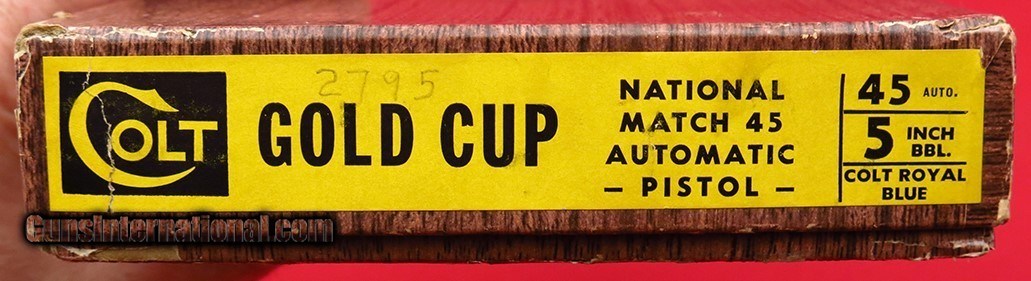 COLT
2795
GOLD CUP
NATIONAL
MATCH 45
AUTOMATIC
– PISTOL –
45 AUTO.
5 INCH
BBL.
COLT ROYAL
BLUE
GunsInternational.com